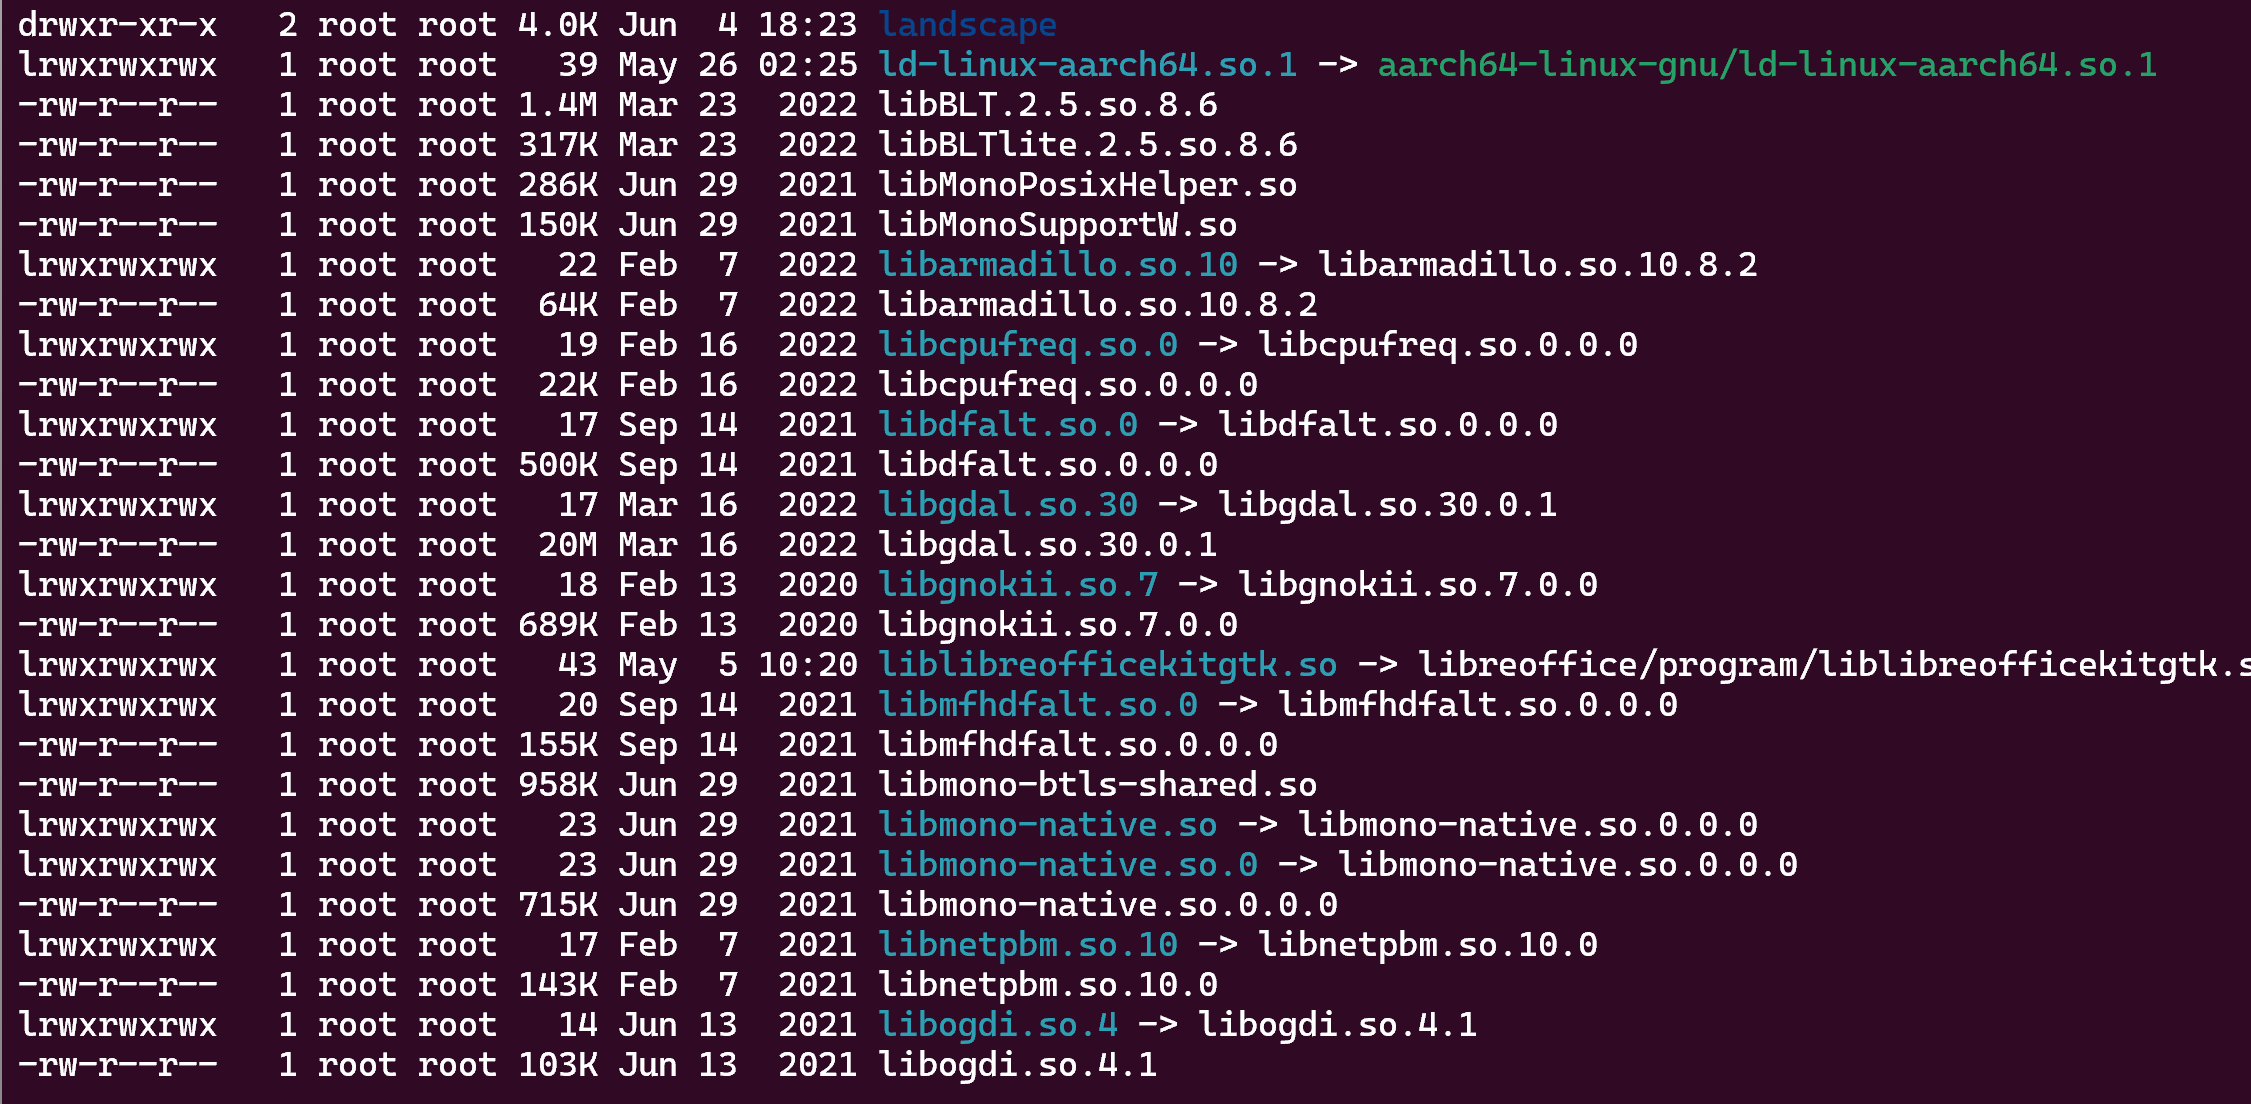 drwxr-xr-x   2 root root 4.0K Jun  4 18:23 landscape
lrwxrwxrwx   1 root root   39 May 26 02:25 ld-linux-aarch64.so.1 -> aarch64-linux-gnu/ld-linux-aarch64.so.1
-rw-r--r--   1 root root 1.4M Mar 23  2022 libBLT.2.5.so.8.6
-rw-r--r--   1 root root 317K Mar 23  2022 libBLTlite.2.5.so.8.6
-rw-r--r--   1 root root 286K Jun 29  2021 libMonoPosixHelper.so
-rw-r--r--   1 root root 150K Jun 29  2021 libMonoSupportW.so
lrwxrwxrwx   1 root root   22 Feb  7  2022 libarmadillo.so.10 -> libarmadillo.so.10.8.2
-rw-r--r--   1 root root  64K Feb  7  2022 libarmadillo.so.10.8.2
lrwxrwxrwx   1 root root   19 Feb 16  2022 libcpufreq.so.0 -> libcpufreq.so.0.0.0
-rw-r--r--   1 root root  22K Feb 16  2022 libcpufreq.so.0.0.0
lrwxrwxrwx   1 root root   17 Sep 14  2021 libdfalt.so.0 -> libdfalt.so.0.0.0
-rw-r--r--   1 root root 500K Sep 14  2021 libdfalt.so.0.0.0
lrwxrwxrwx   1 root root   17 Mar 16  2022 libgdal.so.30 -> libgdal.so.30.0.1
-rw-r--r--   1 root root  20M Mar 16  2022 libgdal.so.30.0.1
lrwxrwxrwx   1 root root   18 Feb 13  2020 libgnokii.so.7 -> libgnokii.so.7.0.0
-rw-r--r--   1 root root 689K Feb 13  2020 libgnokii.so.7.0.0
lrwxrwxrwx   1 root root   43 May  5 10:20 liblibreofficekitgtk.so -> libreoffice/program/liblibreofficekitgtk.s
lrwxrwxrwx   1 root root   20 Sep 14  2021 libmfhdfalt.so.0 -> libmfhdfalt.so.0.0.0
-rw-r--r--   1 root root 155K Sep 14  2021 libmfhdfalt.so.0.0.0
-rw-r--r--   1 root root 958K Jun 29  2021 libmono-btls-shared.so
lrwxrwxrwx   1 root root   23 Jun 29  2021 libmono-native.so -> libmono-native.so.0.0.0
lrwxrwxrwx   1 root root   23 Jun 29  2021 libmono-native.so.0 -> libmono-native.so.0.0.0
-rw-r--r--   1 root root 715K Jun 29  2021 libmono-native.so.0.0.0
lrwxrwxrwx   1 root root   17 Feb  7  2021 libnetpbm.so.10 -> libnetpbm.so.10.0
-rw-r--r--   1 root root 143K Feb  7  2021 libnetpbm.so.10.0
lrwxrwxrwx   1 root root   14 Jun 13  2021 libogdi.so.4 -> libogdi.so.4.1
-rw-r--r--   1 root root 103K Jun 13  2021 libogdi.so.4.1